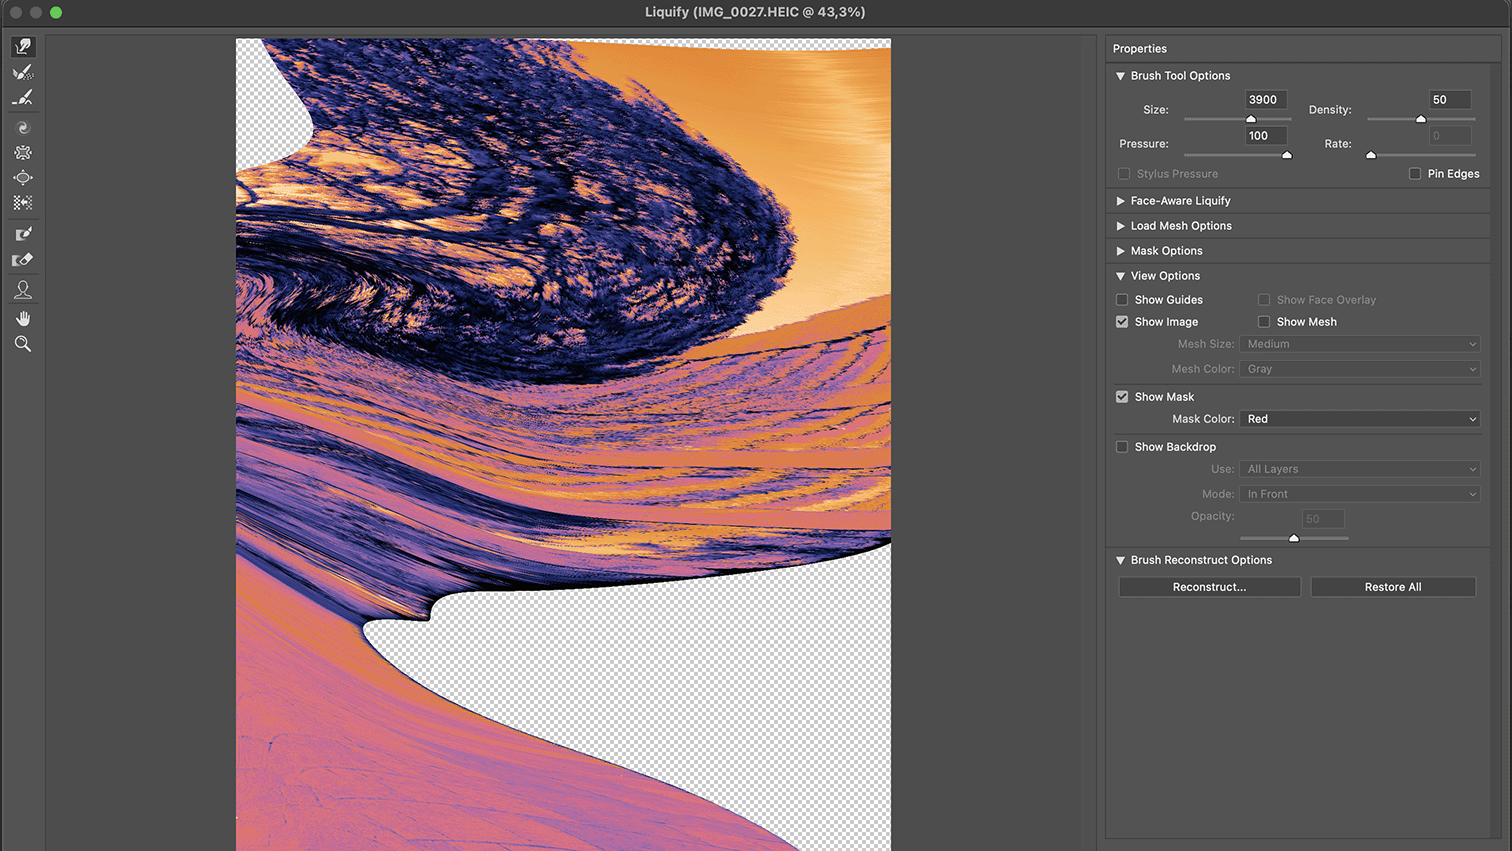 Liquify (IMG_0027.HEIC @ 43,3%)
Properties
Brush Tool Options
Size: 3900 Density: 50
Pressure: 100 Rate: 0
Stylus Pressure Pin Edges
Face-Aware Liquify
Load Mesh Options
Mask Options
View Options
Show Guides Show Face Overlay
Show Image Show Mesh
Mesh Size: Medium
Mesh Color: Gray
Show Mask
Mask Color: Red
Show Backdrop
Use: All Layers
Mode: In Front
Opacity: 50
Brush Reconstruct Options
Reconstruct... Restore All